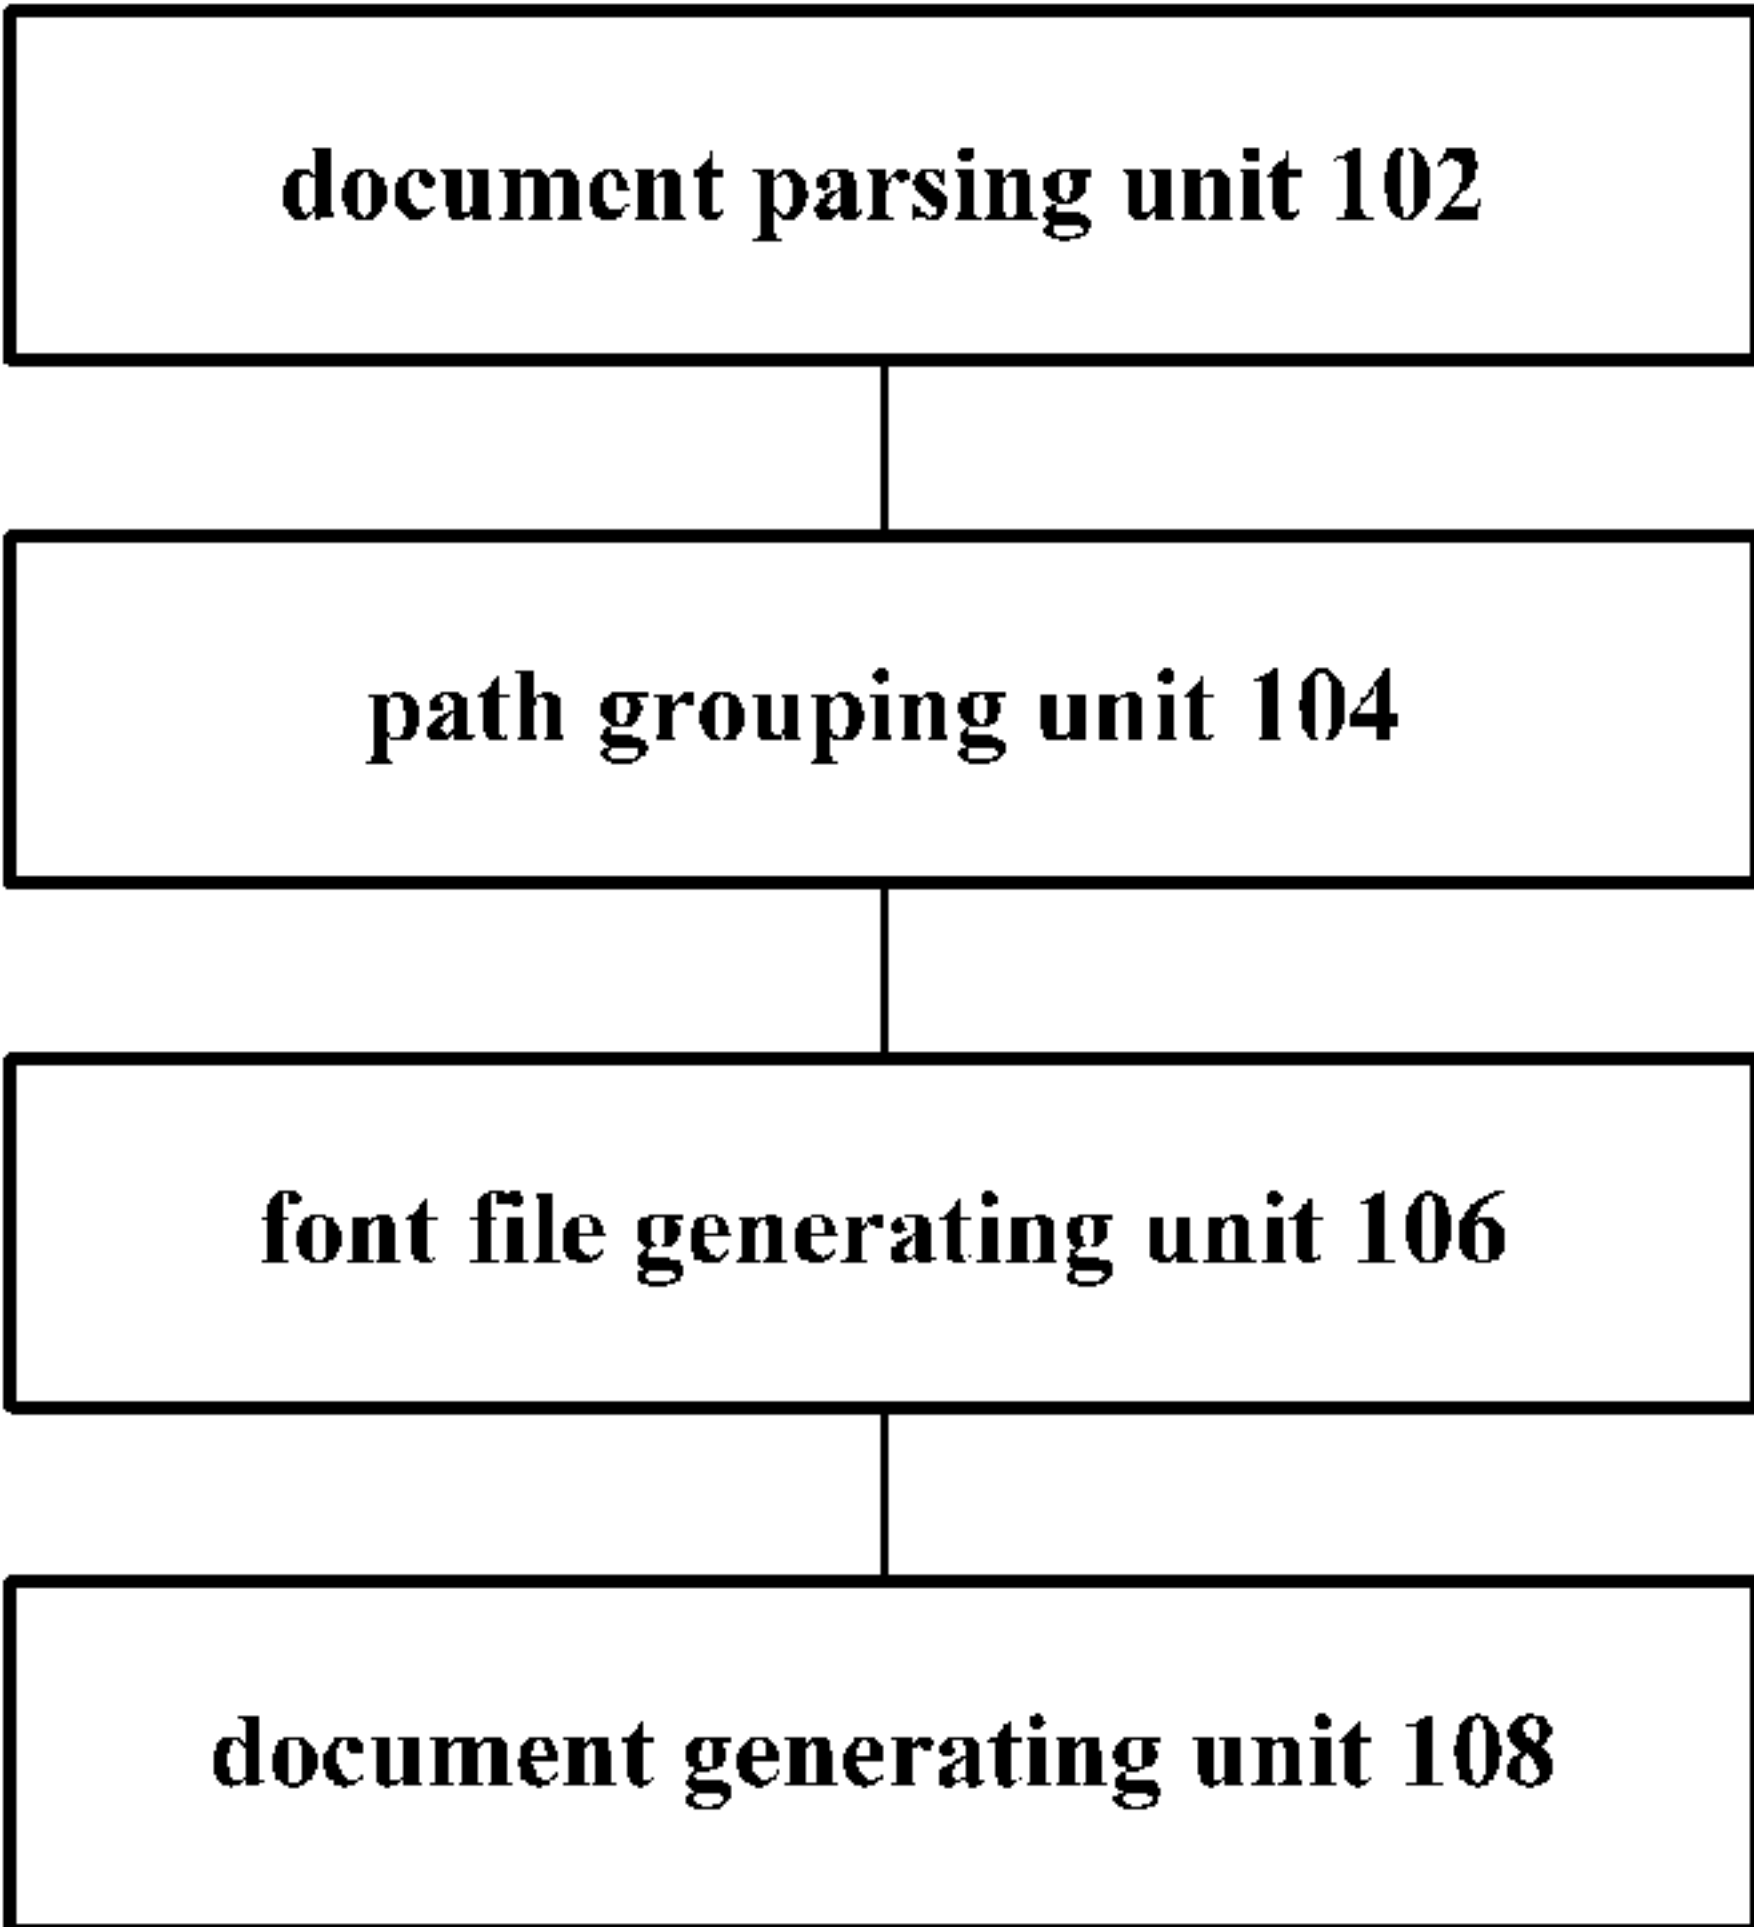 document parsing unit 102
path grouping unit 104
font file generating unit 106
document generating unit 108